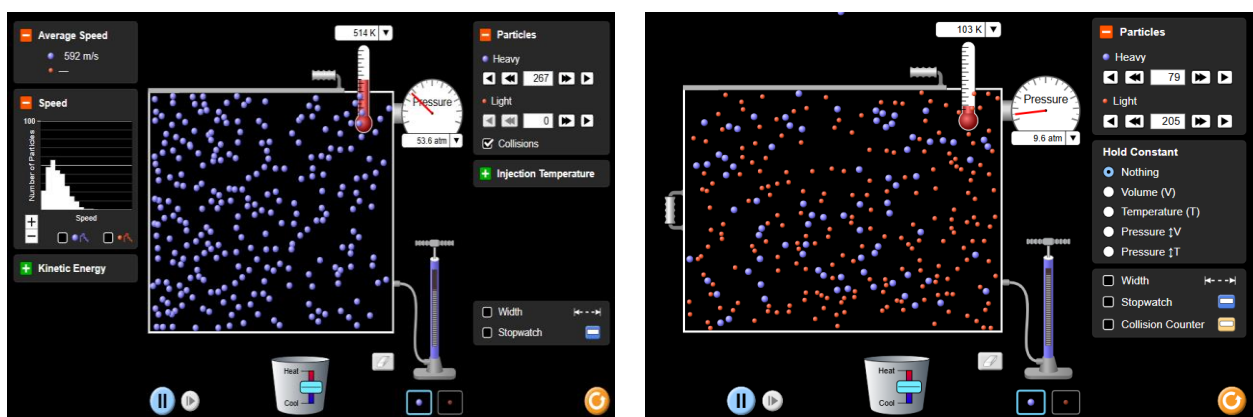 Average Speed
592 m/s
—
Speed
100
Number of Particles
Speed
Kinetic Energy
514 K
Pressure
53.6 atm
Particles
Heavy
267
Light
0
Collisions
Injection Temperature
Width
Stopwatch
Heat
Cool
103 K
Pressure
9.6 atm
Particles
Heavy
79
Light
205
Hold Constant
Nothing
Volume (V)
Temperature (T)
Pressure ↕V
Pressure ↕T
Width
Stopwatch
Collision Counter
Heat
Cool